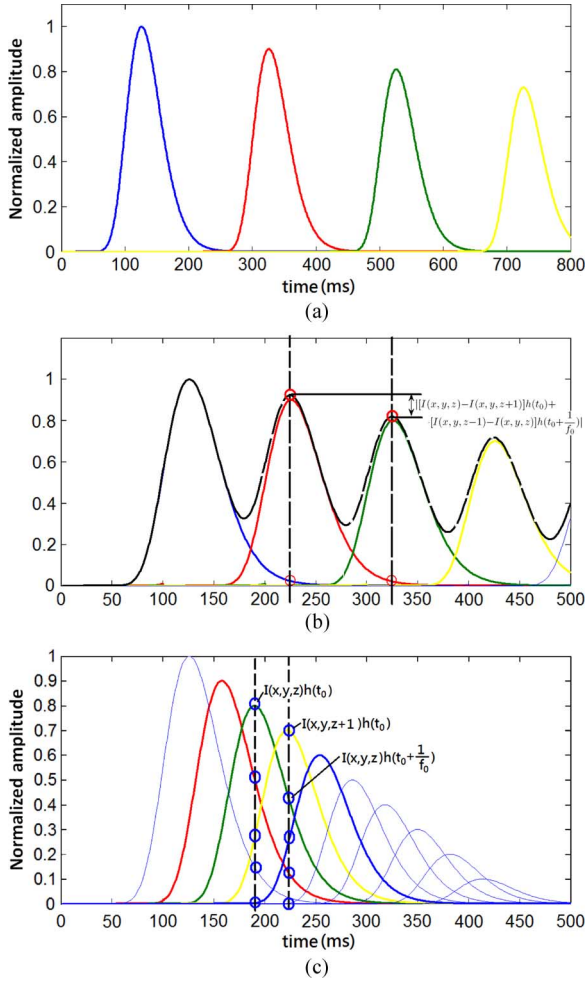 Normalized amplitude
1
0.8
0.6
0.4
0.2
0
0 100 200 300 400 500 600 700 800
time(ms)
(a)
1
0.8
0.6
0.4
0.2
0
|[I(x,y,z)−I(x,y,z+1)]h(t₀)+
·[I(x,y,z−1)−I(x,y,z)]h(t₀+1/f₀)|
0 50 100 150 200 250 300 350 400 450 500
(b)
Normalized amplitude
1
0.8
0.6
0.5
0.4
0.3
0.2
0.1
0
I(x,y,z)h(t₀)
I(x,y,z+1)h(t₀)
I(x,y,z)h(t₀+1/f₀)
0 50 100 150 200 250 300 350 400 450 500
time(ms)
(c)